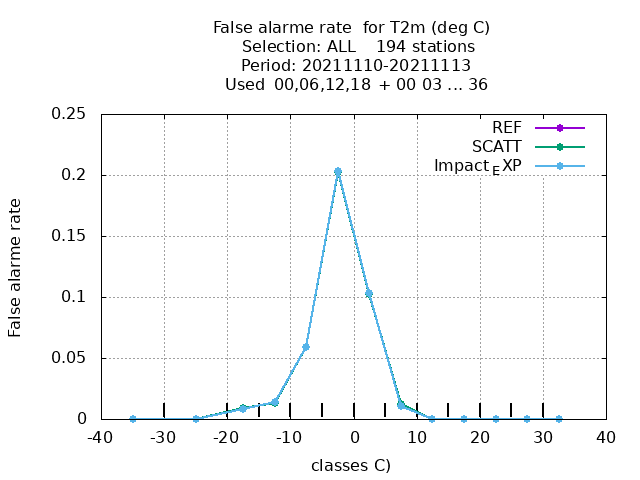 False alarme rate  for T2m (deg C)
Selection: ALL    194 stations
Period: 20211110-20211113
Used  00,06,12,18  + 00 03 ... 36
0.25
REF
SCATT
Impact_EXP
0.2
0.15
0.1
0.05
0
False alarme rate
-40 -30 -20 -10 0 10 20 30 40
classes C)